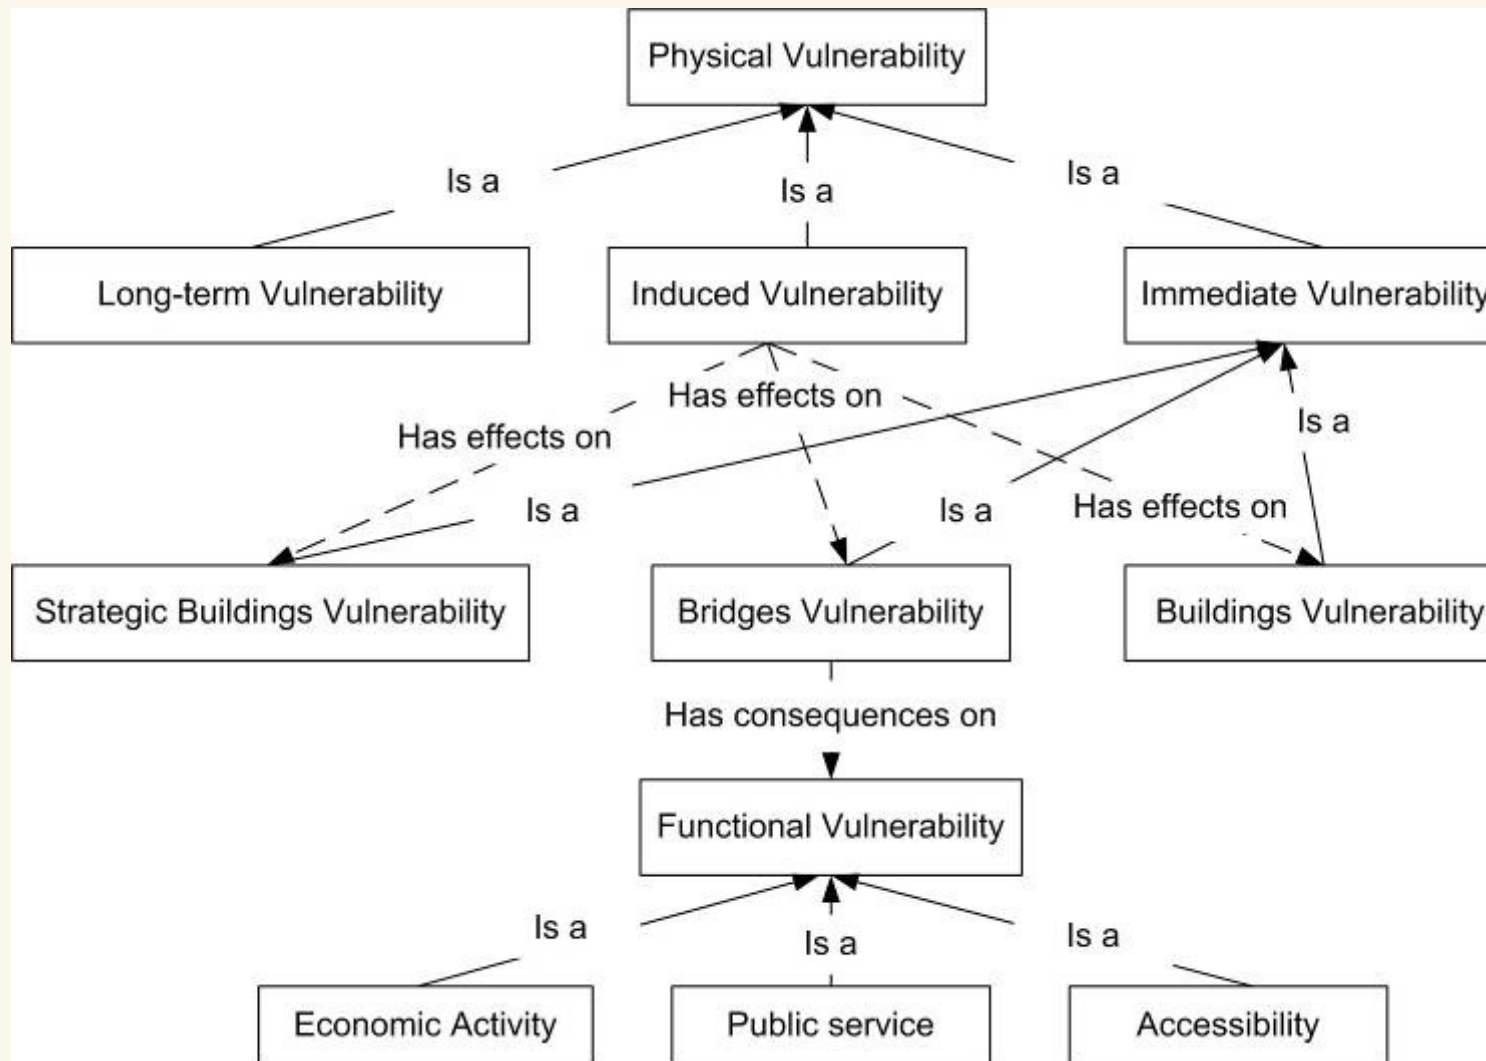 Physical Vulnerability
Is a
Is a
Is a
Long-term Vulnerability
Induced Vulnerability
Immediate Vulnerability
Has effects on
Has effects on
Is a
Is a
Is a
Has effects on
Strategic Buildings Vulnerability
Bridges Vulnerability
Buildings Vulnerability
Has consequences on
Functional Vulnerability
Is a
Is a
Is a
Economic Activity
Public service
Accessibility